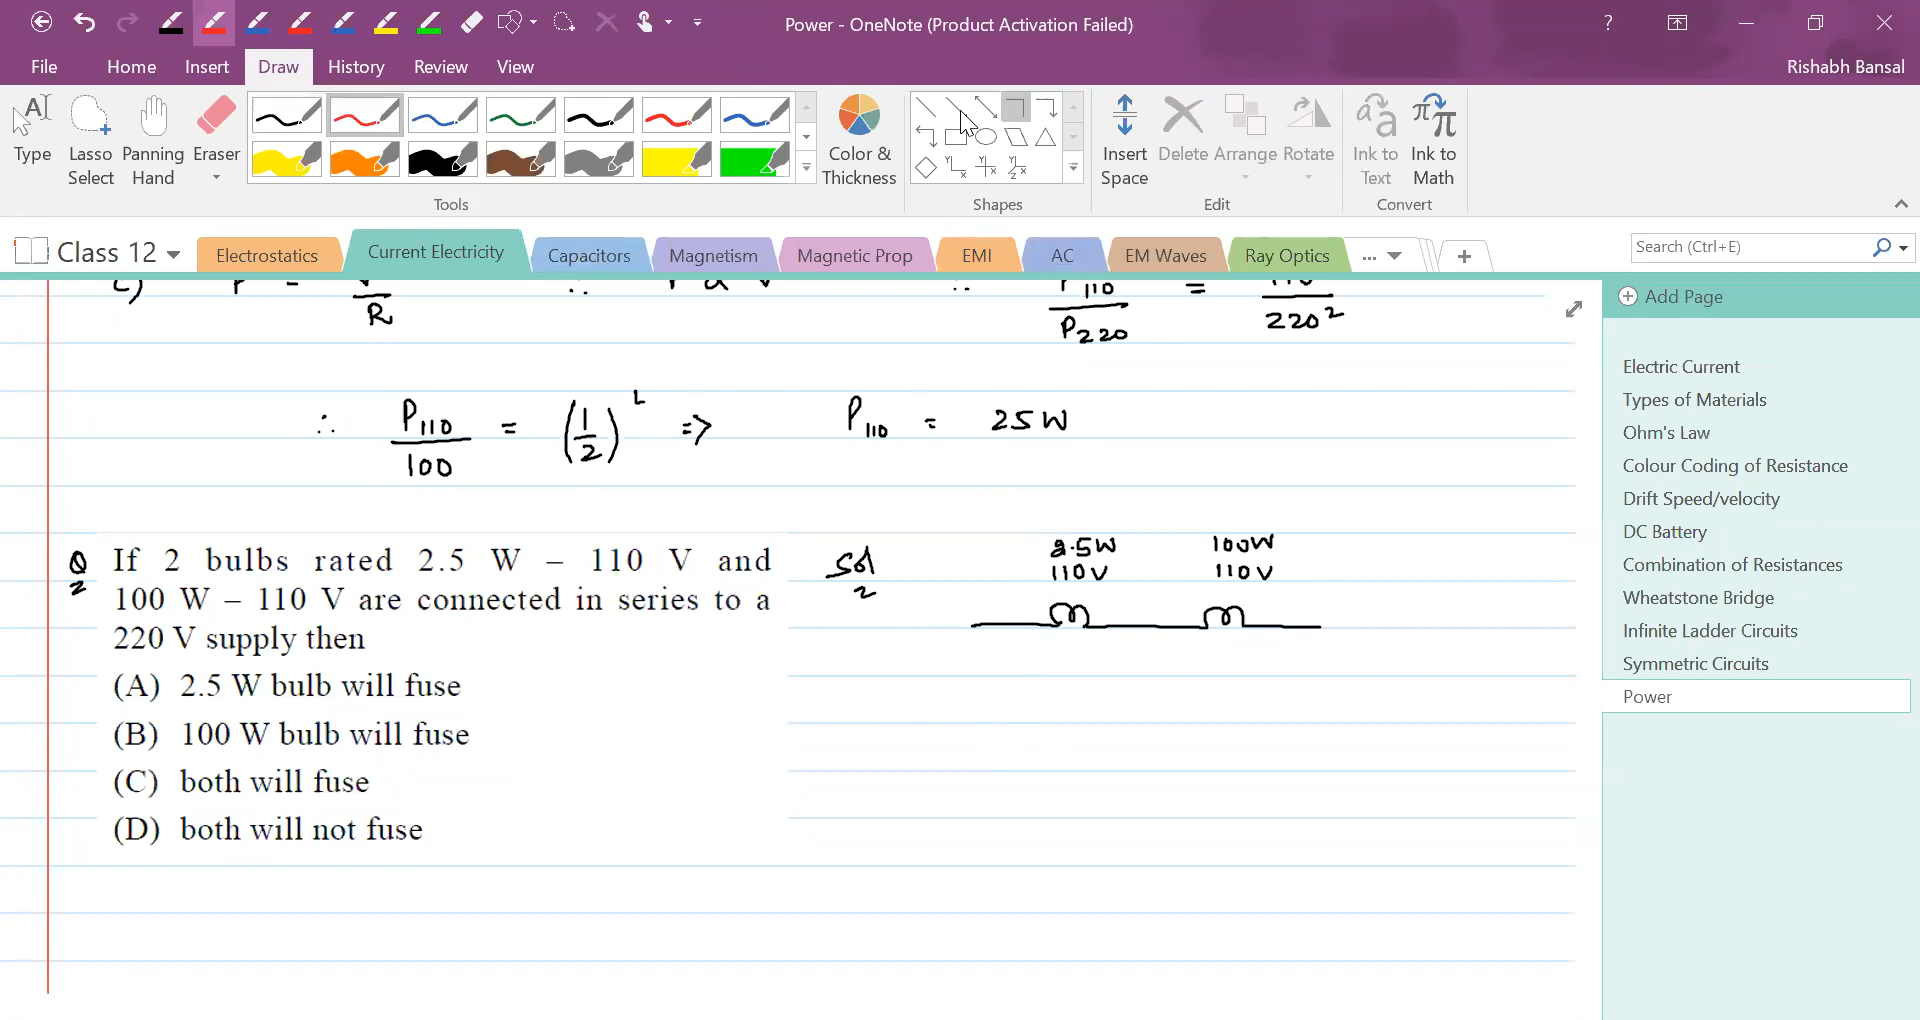 Power - OneNote (Product Activation Failed)
?
File Home Insert Draw History Review View
Rishabh Bansal
Type
Lasso Select
Panning Hand
Eraser
Color & Thickness
Insert Space
Delete
Arrange
Rotate
Ink to Text
Ink to Math
Tools
Shapes
Edit
Convert
Class 12
Electrostatics
Current Electricity
Capacitors
Magnetism
Magnetic Prop
EMI
AC
EM Waves
Ray Optics
...
Search (Ctrl+E)
Add Page
Electric Current
Types of Materials
Ohm's Law
Colour Coding of Resistance
Drift Speed/velocity
DC Battery
Combination of Resistances
Wheatstone Bridge
Infinite Ladder Circuits
Symmetric Circuits
Power
R
P110 / P220 = / 220²
∴ P110 / 100 = (1/2)² => P110 = 25 W
Q2
If 2 bulbs rated 2.5 W – 110 V and
100 W – 110 V are connected in series to a
220 V supply then
(A) 2.5 W bulb will fuse
(B) 100 W bulb will fuse
(C) both will fuse
(D) both will not fuse
Sol 2
2.5W 100W
110V 110V